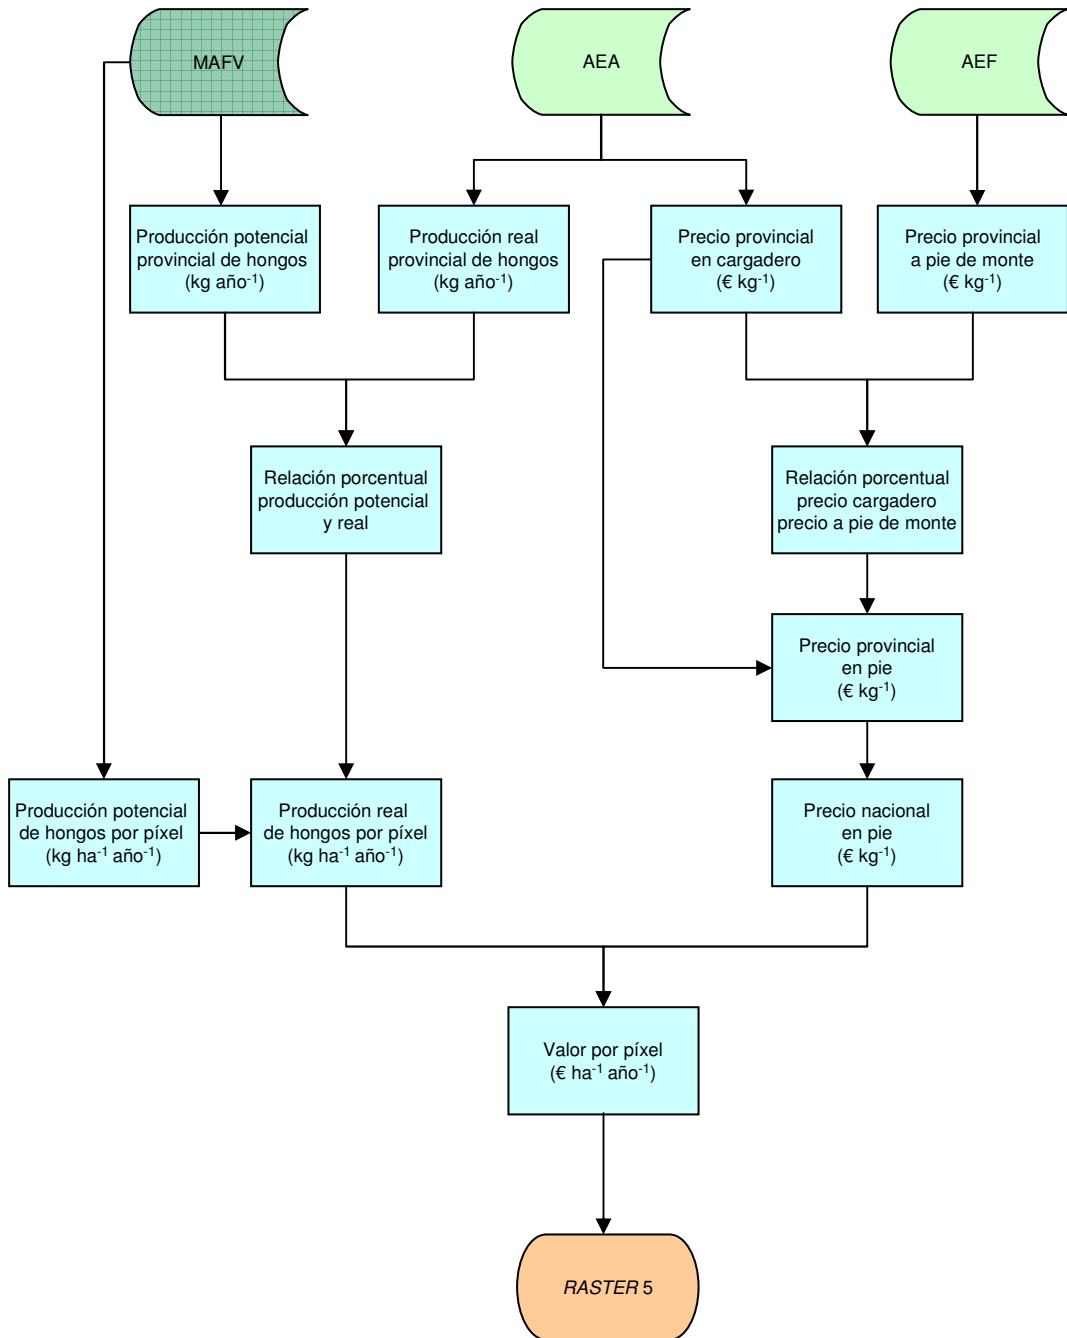 MAFV
AEA
AEF
Producción potencial
provincial de hongos
(kg año⁻¹)
Producción real
provincial de hongos
(kg año⁻¹)
Precio provincial
en cargadero
(€ kg⁻¹)
Precio provincial
a pie de monte
(€ kg⁻¹)
Relación porcentual
producción potencial
y real
Relación porcentual
precio cargadero
precio a pie de monte
Precio provincial
en pie
(€ kg⁻¹)
Producción potencial
de hongos por píxel
(kg ha⁻¹ año⁻¹)
Producción real
de hongos por píxel
(kg ha⁻¹ año⁻¹)
Precio nacional
en pie
(€ kg⁻¹)
Valor por píxel
(€ ha⁻¹ año⁻¹)
RASTER 5